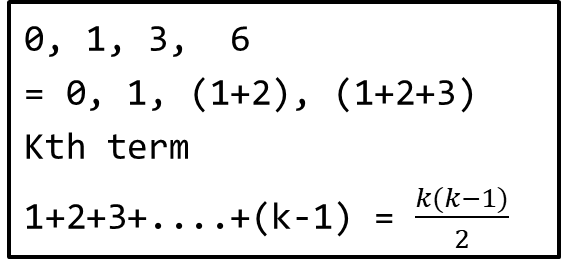 0, 1, 3, 6
= 0, 1, (1+2), (1+2+3)
Kth term
1+2+3+....+(k-1) = k(k−1)/2